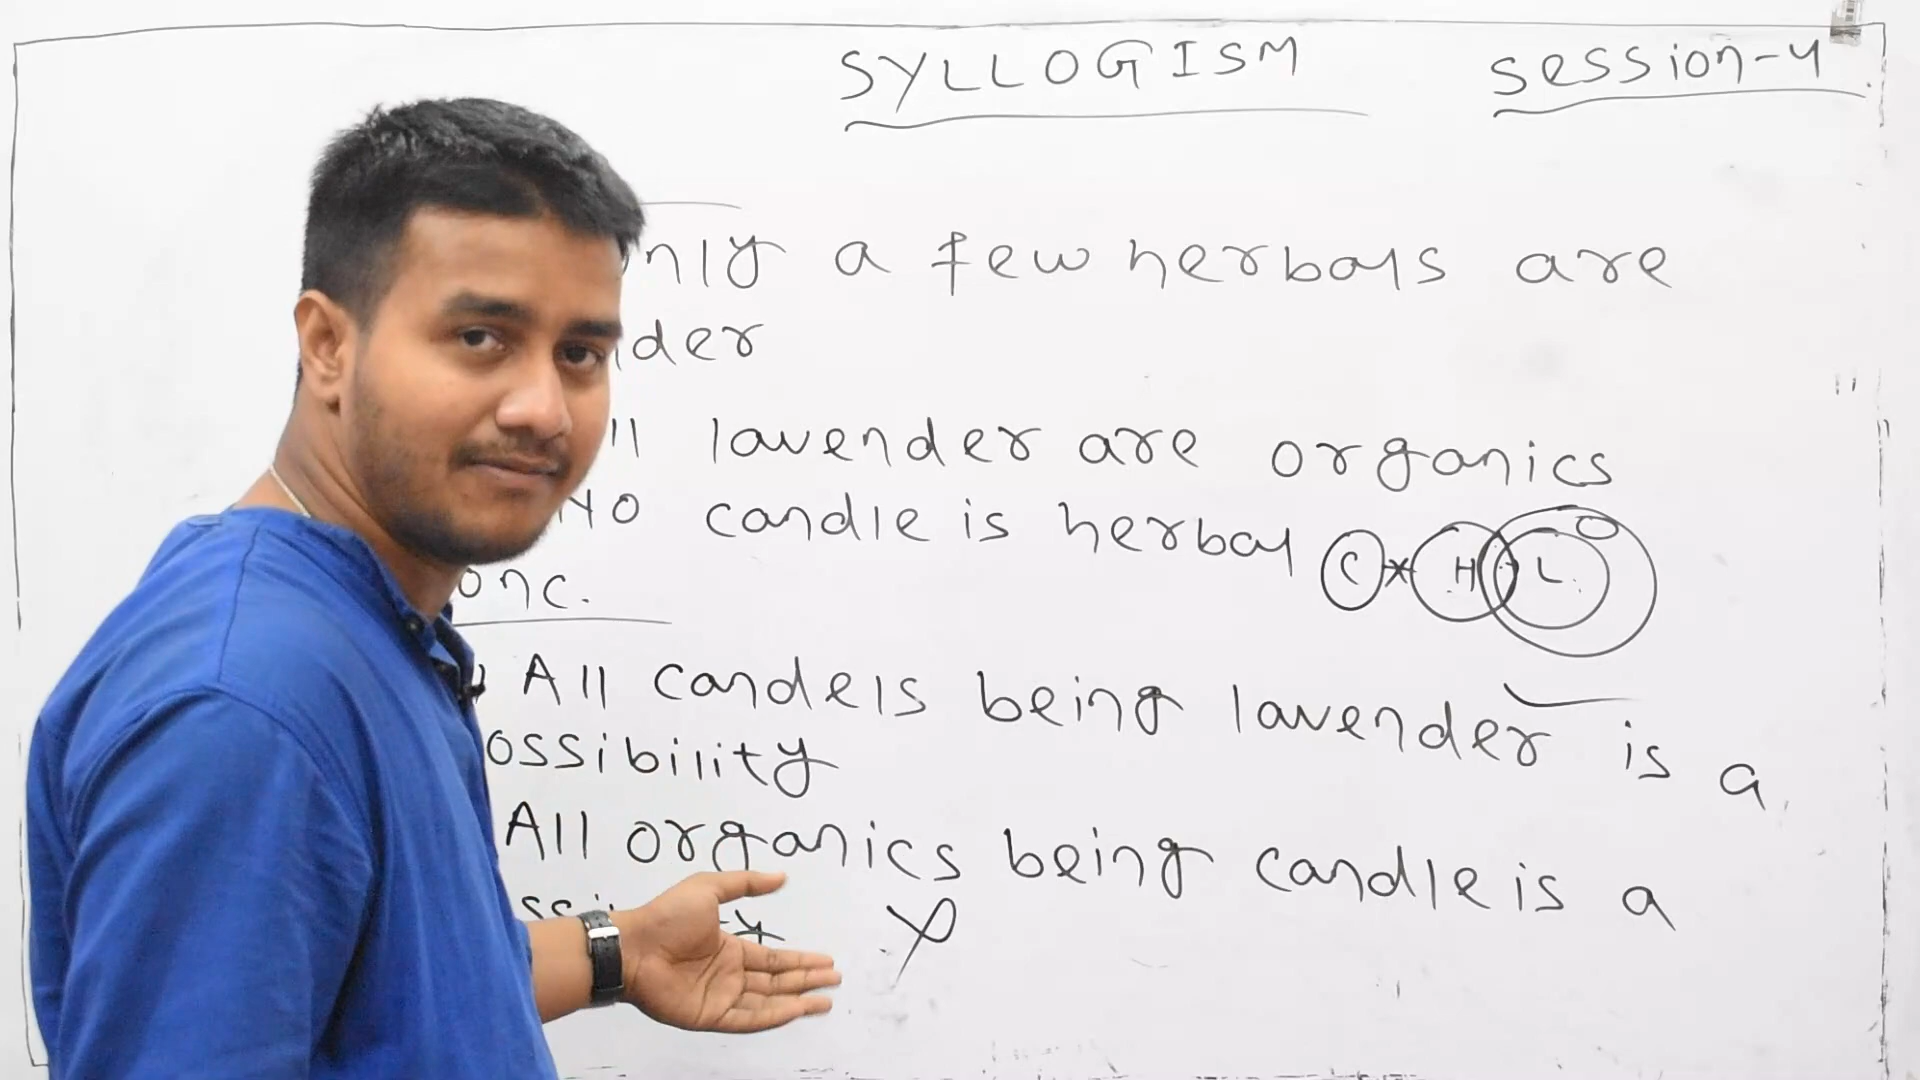 SYLLOGISM Session-4
nly a few herbals are
der
ll lavender are organics
NO candle is herbal C H L O
onc.
All candels being lavender is a
ossibility
All organics being candle is a